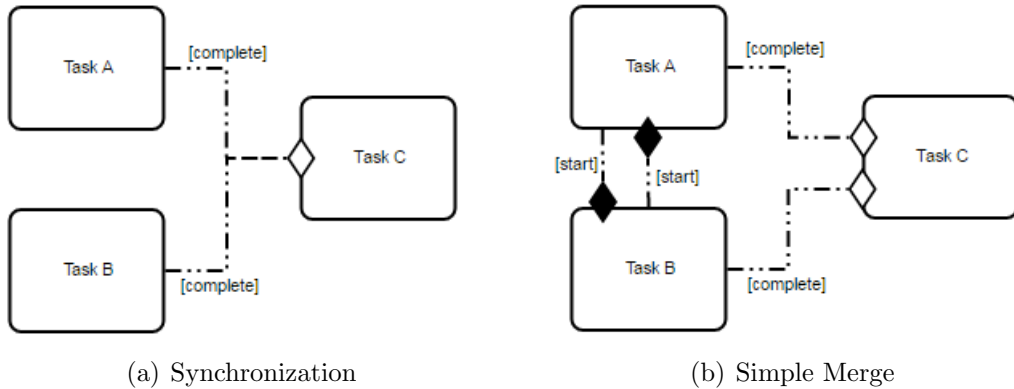 Task A
[complete]
Task C
Task B
[complete]
(a) Synchronization
Task A
[complete]
[start]
[start]
Task C
Task B
[complete]
(b) Simple Merge